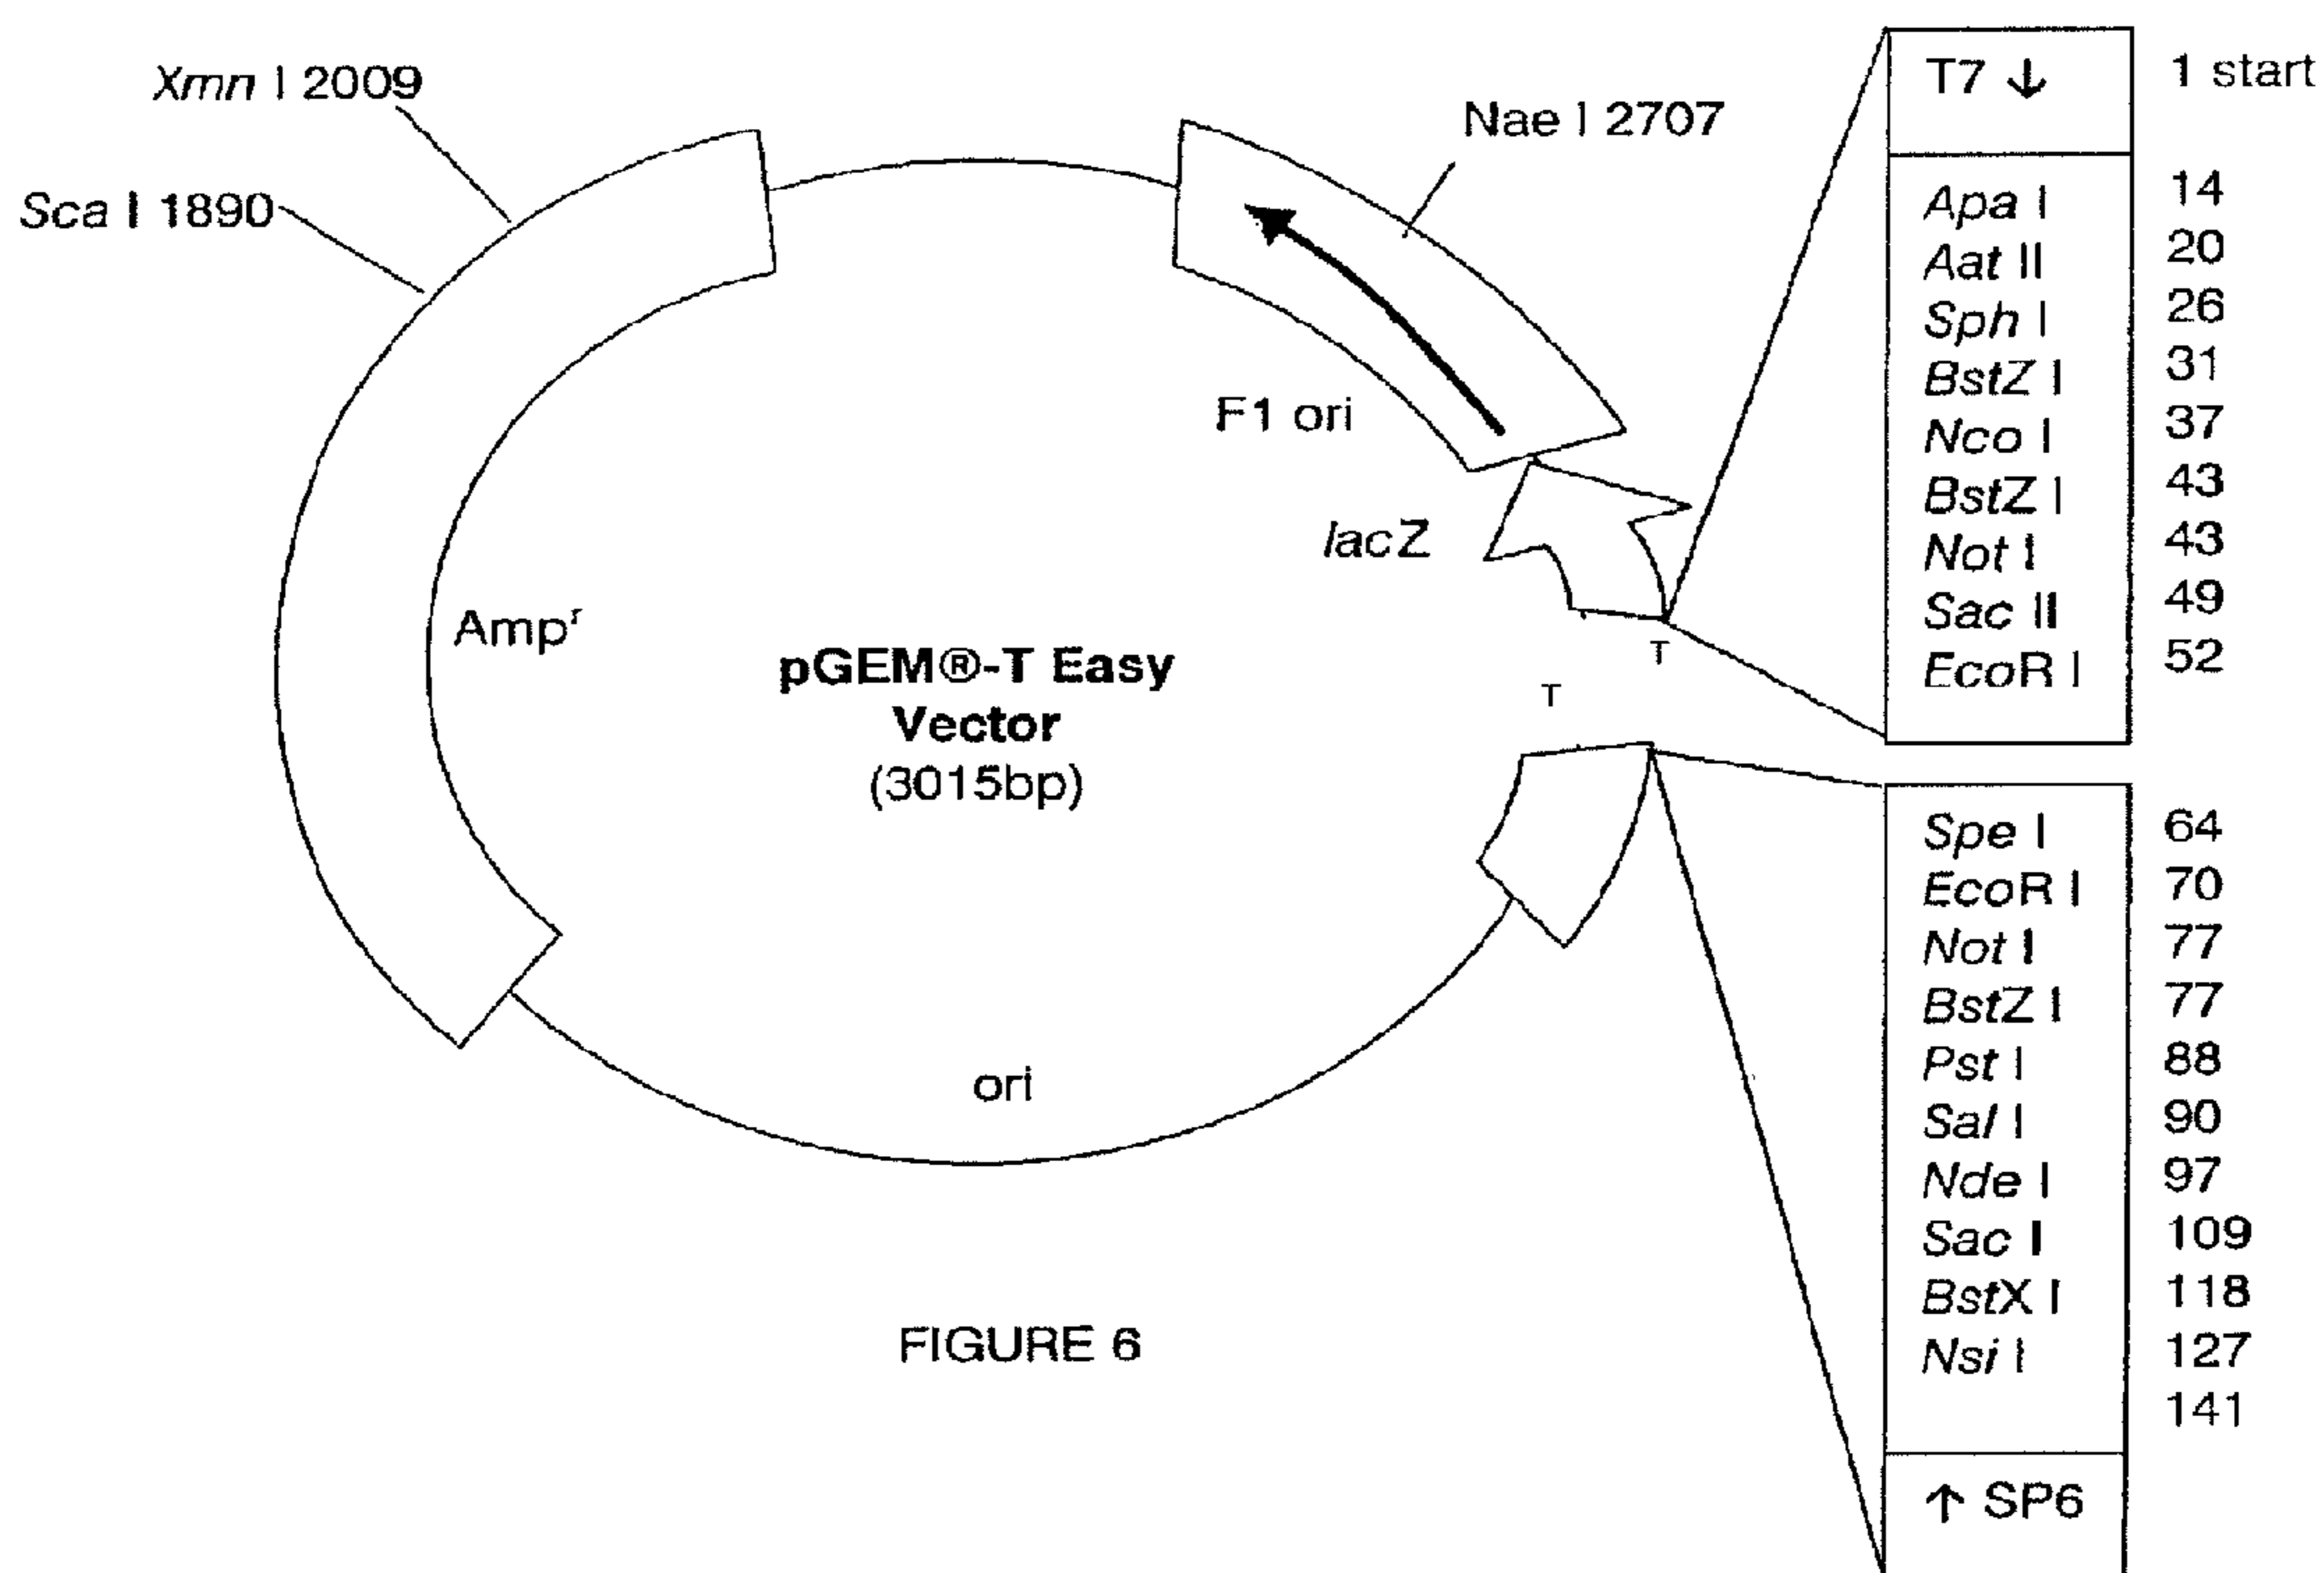 Xmn I 2009
Sca I 1890
Nae I 2707
F1 ori
lacZ
Ampʳ
T
T
pGEM®-T Easy
Vector
(3015bp)
ori
T7 ↓ 1 start
Apa I 14
Aat II 20
Sph I 26
BstZ I 31
Nco I 37
BstZ I 43
Not I 43
Sac II 49
EcoR I 52
Spe I 64
EcoR I 70
Not I 77
BstZ I 77
Pst I 88
Sal I 90
Nde I 97
Sac I 109
BstX I 118
Nsi I 127
141
↑ SP6
FIGURE 6